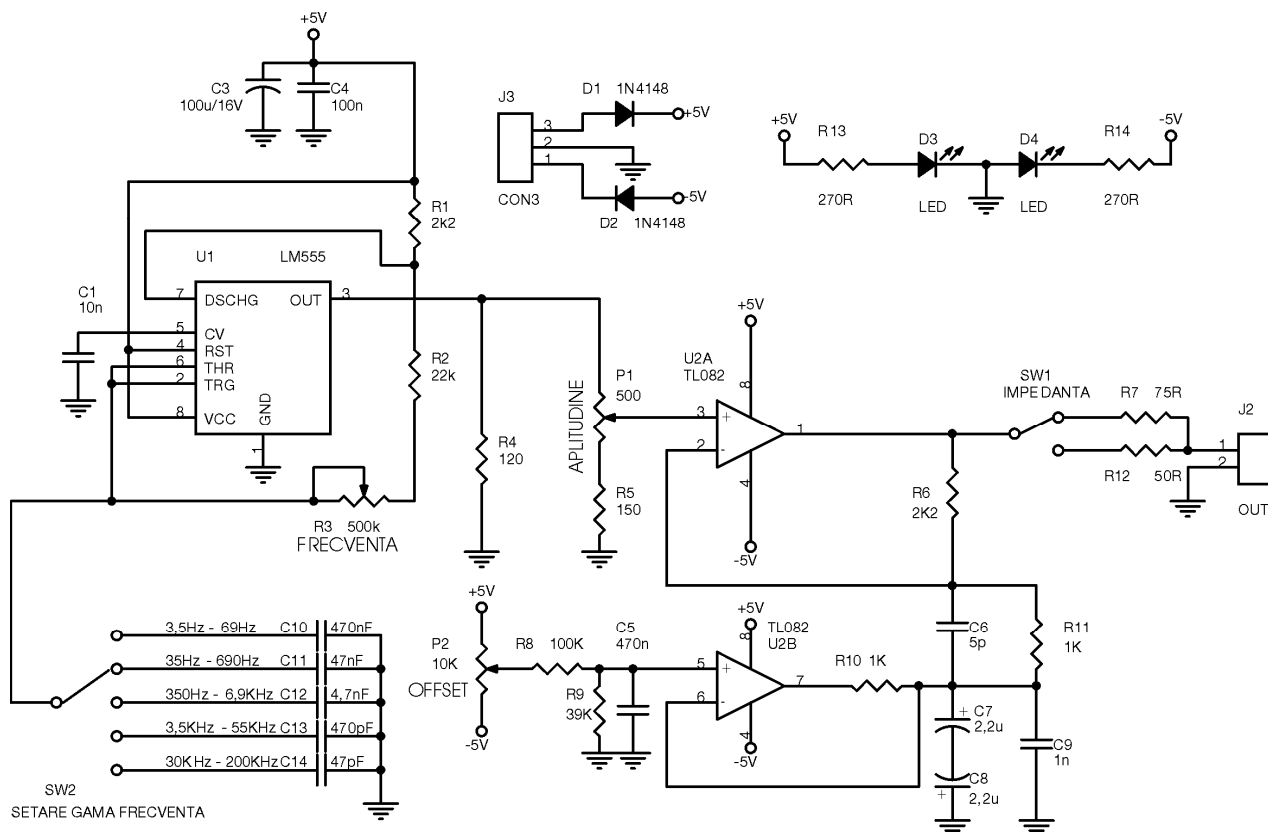 +5V
C3
100u/16V
C4
100n
J3
CON3
3
2
1
D1 1N4148
+5V
-5V
D2 1N4148
+5V
R13
270R
D3
LED
D4
LED
R14
270R
-5V
R1
2k2
U1 LM555
C1
10n
7 DSCHG
OUT 3
5 CV
4 RST
6 THR
2 TRG
8 VCC
GND
1
R2
22k
R3 500k
FRECVENTA
R4
120
P1
500
APLITUDINE
R5
150
+5V
U2A
TL082
8
3 +
2 -
1
4
-5V
SW1
IMPEDANTA
R7 75R
R12 50R
J2
1
2
OUT
R6
2K2
3,5Hz - 69Hz C10 470nF
35Hz - 690Hz C11 47nF
350Hz - 6,9KHz C12 4,7nF
3,5KHz - 55KHz C13 470pF
30KHz - 200KHz C14 47pF
SW2
SETARE GAMA FRECVENTA
+5V
P2
10K
OFFSET
-5V
R8 100K
R9
39K
C5
470n
+5V
TL082
U2B
8
5 +
6 -
7
4
-5V
R10 1K
C6
5p
R11
1K
+ C7
2,2u
C8
+ 2,2u
C9
1n